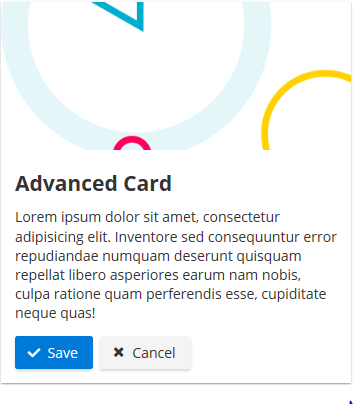 Advanced Card
Lorem ipsum dolor sit amet, consectetur
adipisicing elit. Inventore sed consequuntur error
repudiandae numquam deserunt quisquam
repellat libero asperiores earum nam nobis,
culpa ratione quam perferendis esse, cupiditate
neque quas!
Save
Cancel